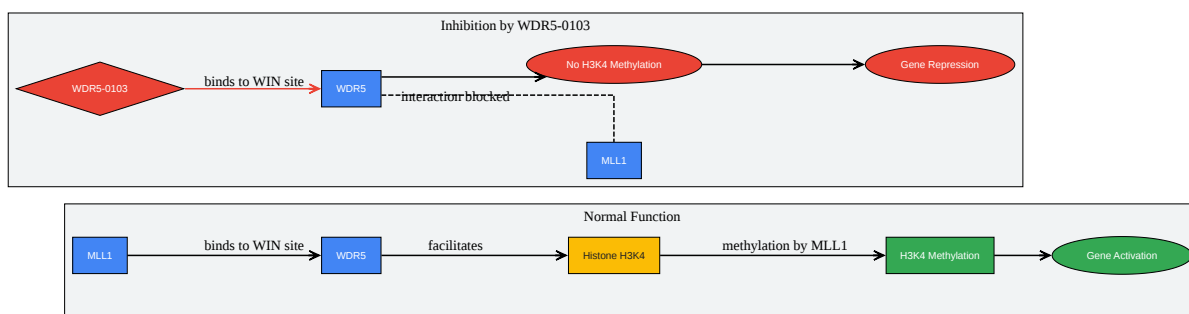 Inhibition by WDR5-0103
WDR5-0103
binds to WIN site
WDR5
interaction blocked
No H3K4 Methylation
Gene Repression
MLL1
Normal Function
MLL1
binds to WIN site
WDR5
facilitates
Histone H3K4
methylation by MLL1
H3K4 Methylation
Gene Activation